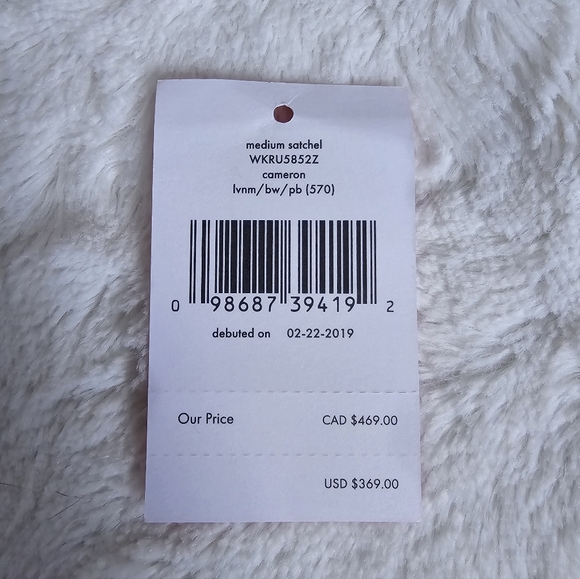 medium satchel
WKRU5852Z
cameron
lvnm/bw/pb (570)
0 98687 39419 2
debuted on 02-22-2019
Our Price CAD $469.00
USD $369.00